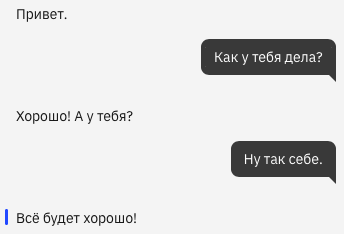 Привет.
Как у тебя дела?
Хорошо! А у тебя?
Ну так себе.
Всё будет хорошо!